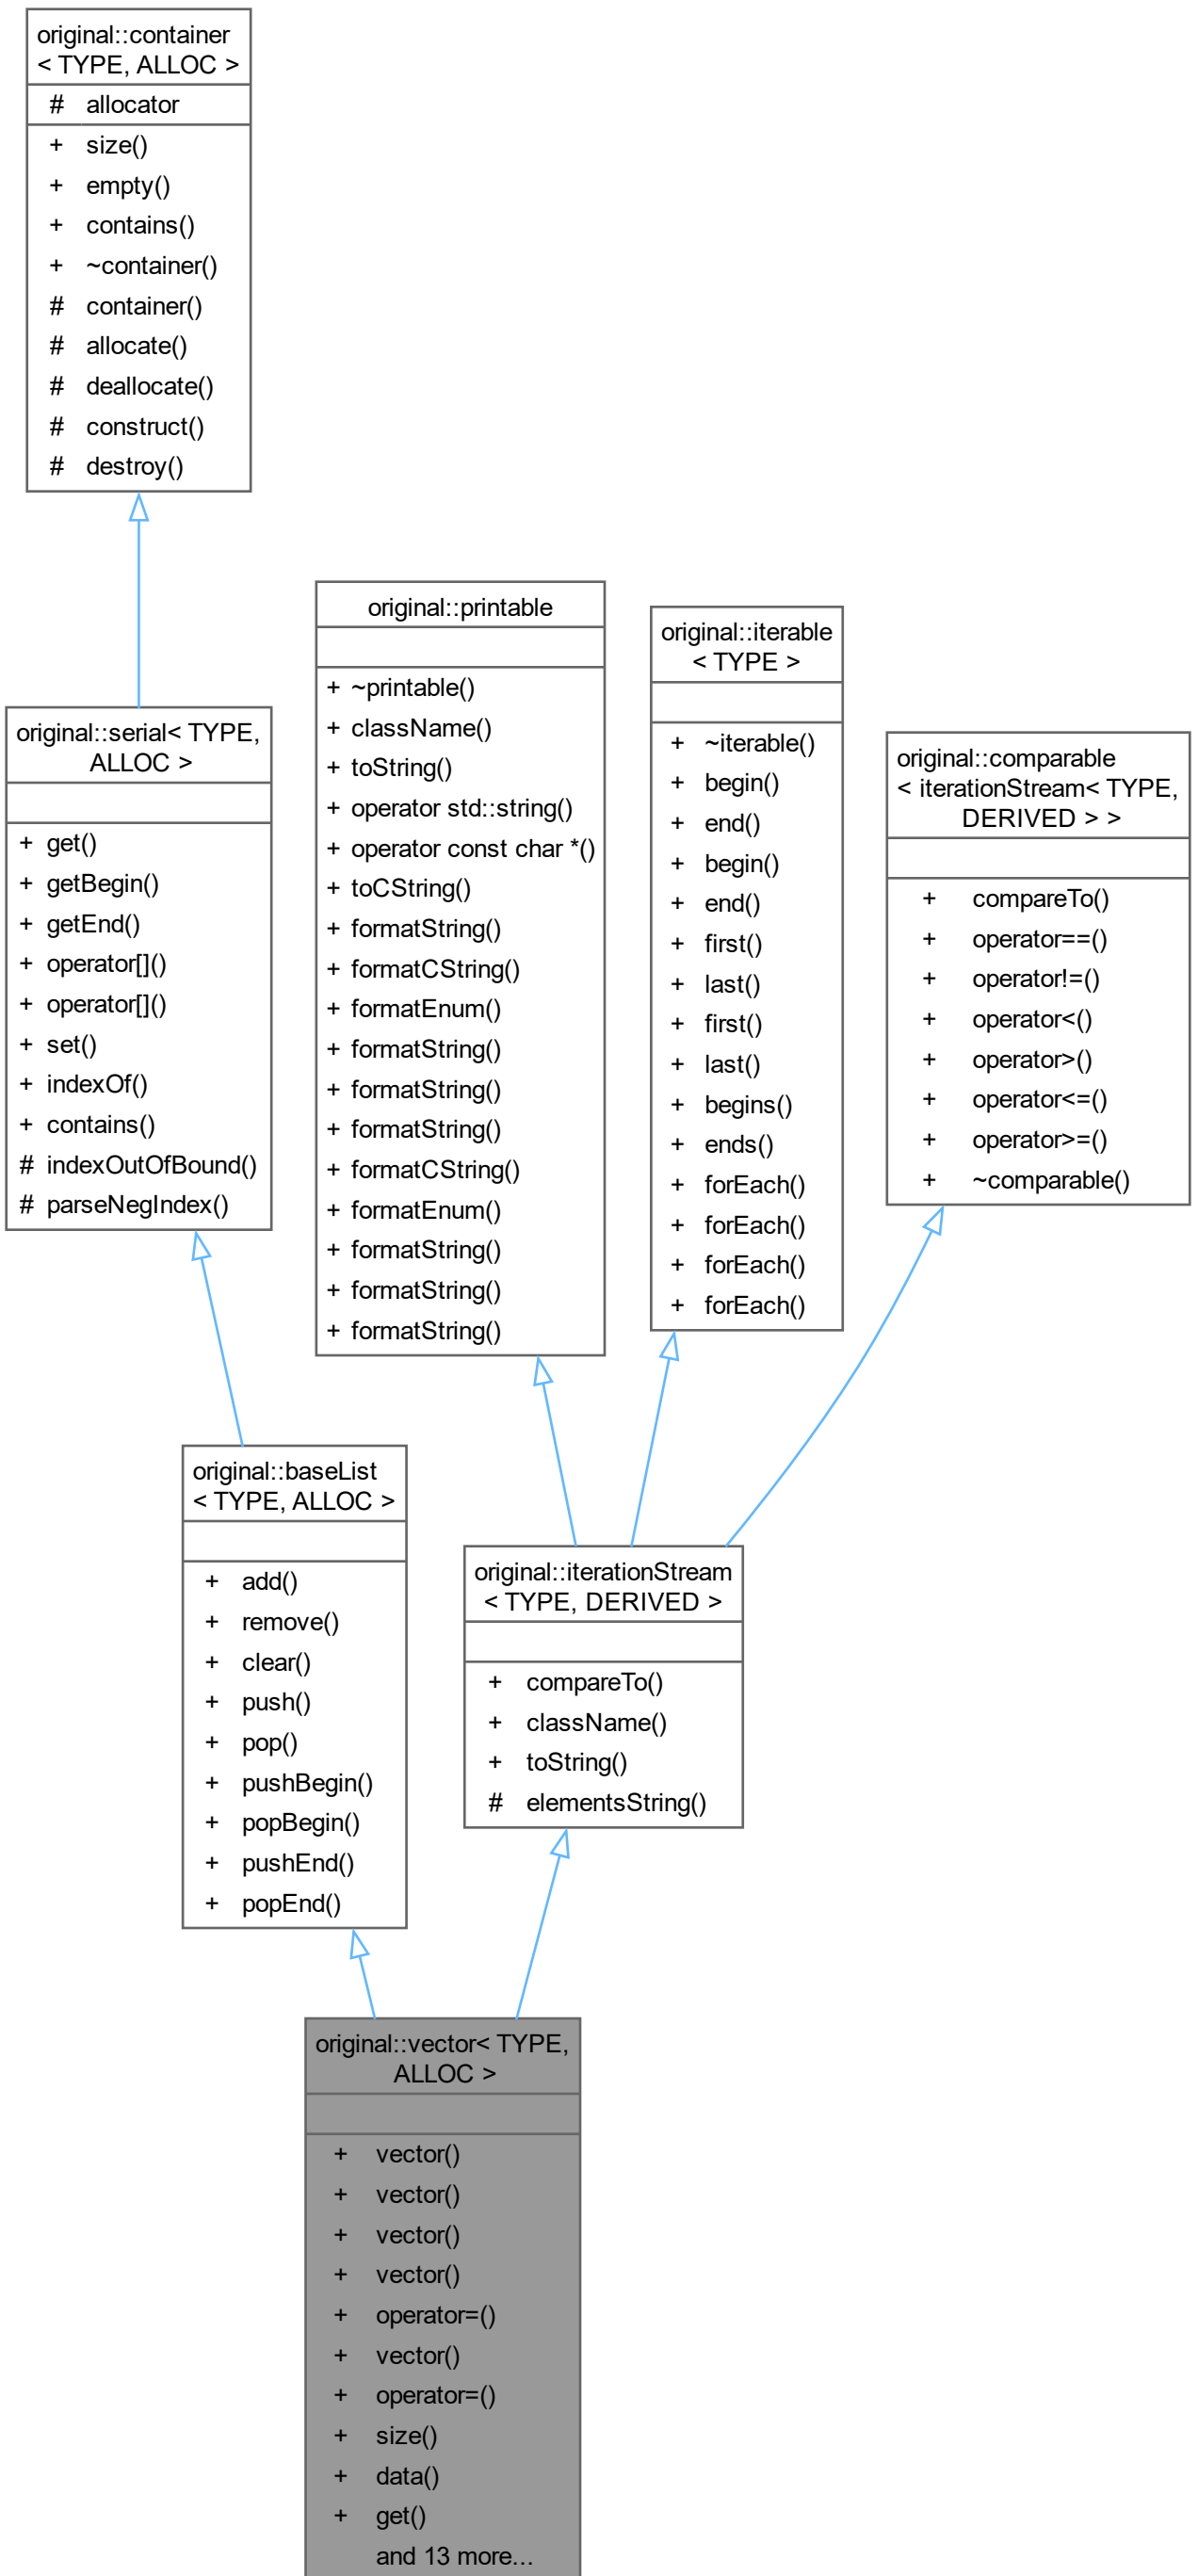 original::container
< TYPE, ALLOC >
# allocator
+ size()
+ empty()
+ contains()
+ ~container()
# container()
# allocate()
# deallocate()
# construct()
# destroy()
original::serial< TYPE,
ALLOC >
+ get()
+ getBegin()
+ getEnd()
+ operator[]()
+ operator[]()
+ set()
+ indexOf()
+ contains()
# indexOutOfBound()
# parseNegIndex()
original::printable
+ ~printable()
+ className()
+ toString()
+ operator std::string()
+ operator const char *()
+ toCString()
+ formatString()
+ formatCString()
+ formatEnum()
+ formatString()
+ formatString()
+ formatString()
+ formatCString()
+ formatEnum()
+ formatString()
+ formatString()
+ formatString()
original::iterable
< TYPE >
+ ~iterable()
+ begin()
+ end()
+ begin()
+ end()
+ first()
+ last()
+ first()
+ last()
+ begins()
+ ends()
+ forEach()
+ forEach()
+ forEach()
+ forEach()
original::comparable
< iterationStream< TYPE,
DERIVED > >
+ compareTo()
+ operator==()
+ operator!=()
+ operator<()
+ operator>()
+ operator<=()
+ operator>=()
+ ~comparable()
original::baseList
< TYPE, ALLOC >
+ add()
+ remove()
+ clear()
+ push()
+ pop()
+ pushBegin()
+ popBegin()
+ pushEnd()
+ popEnd()
original::iterationStream
< TYPE, DERIVED >
+ compareTo()
+ className()
+ toString()
# elementsString()
original::vector< TYPE,
ALLOC >
+ vector()
+ vector()
+ vector()
+ vector()
+ operator=()
+ vector()
+ operator=()
+ size()
+ data()
+ get()
and 13 more...